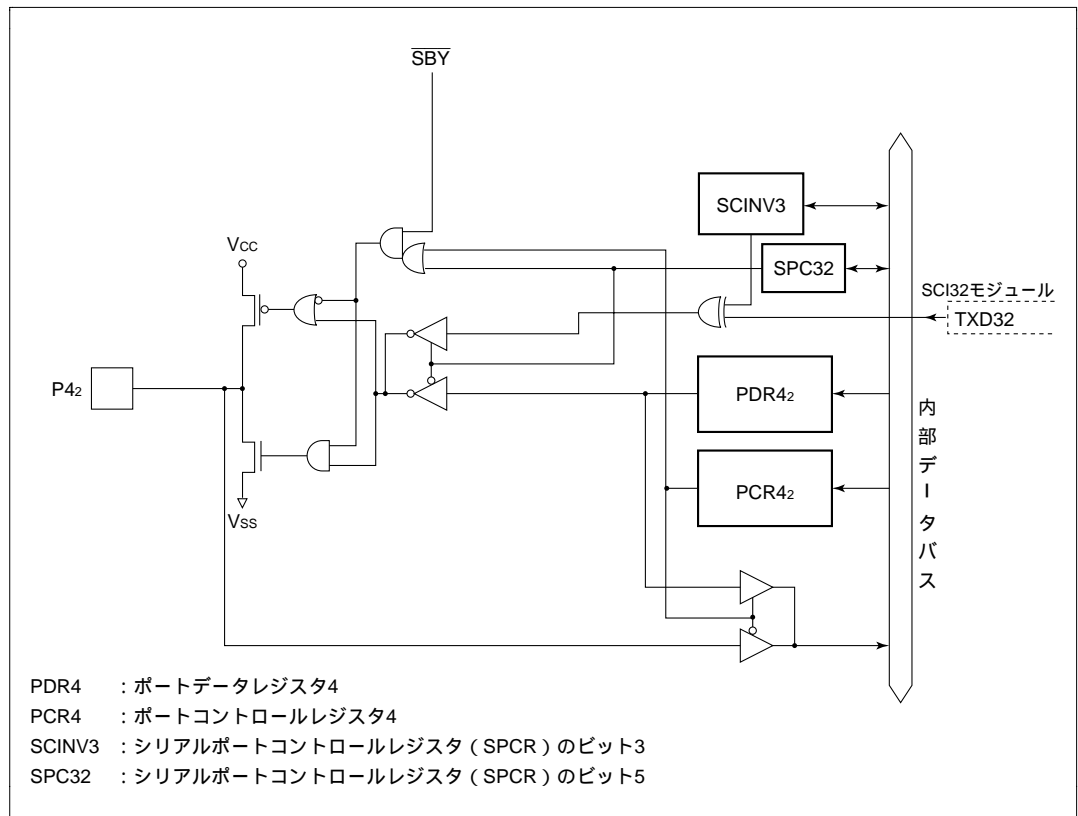 SBY
SCINV3
VCC
SPC32
SCI32モジュール
TXD32
P42
PDR42
内部データバス
PCR42
VSS
PDR4 :ポートデータレジスタ4
PCR4 :ポートコントロールレジスタ4
SCINV3 :シリアルポートコントロールレジスタ(SPCR)のビット3
SPC32 :シリアルポートコントロールレジスタ(SPCR)のビット5